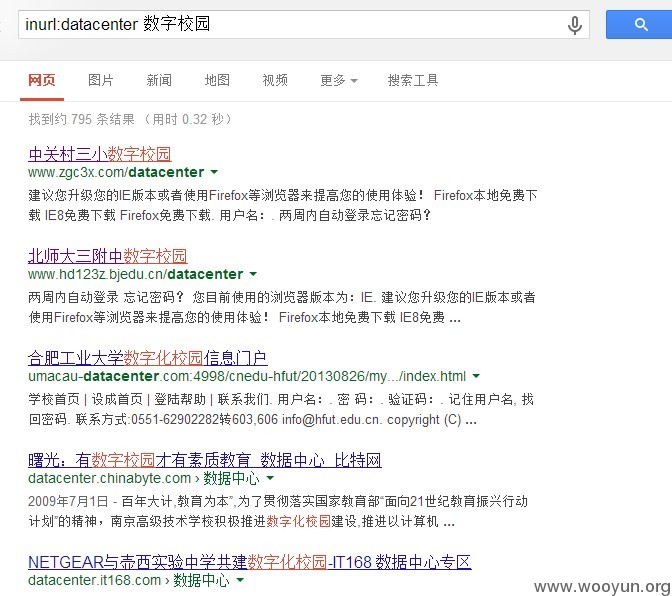 inurl:datacenter 数字校园
网页 图片 新闻 地图 视频 更多 搜索工具
找到约 795 条结果 (用时 0.32 秒)
中关村三小数字校园
www.zgc3x.com/datacenter
建议您升级您的IE版本或者使用Firefox等浏览器来提高您的使用体验! Firefox本地免费下
载 IE8免费下载 Firefox免费下载. 用户名: . 两周内自动登录忘记密码?
北师大三附中数字校园
www.hd123z.bjedu.cn/datacenter
两周内自动登录 忘记密码? 您目前使用的浏览器版本为: IE. 建议您升级您的IE版本或者
使用Firefox等浏览器来提高您的使用体验! Firefox本地免费下载 IE8免费 ...
合肥工业大学数字化校园信息门户
umacau-datacenter.com:4998/cnedu-hfut/20130826/my.../index.html
学校首页 | 设成首页 | 登陆帮助 | 联系我们. 用户名: . 密 码: . 验证码: . 记住用户名, 找
回密码. 联系方式:0551-62902282转603,606 info@hfut.edu.cn. copyright (C) ...
曙光: 有数字校园才有素质教育_数据中心_比特网
datacenter.chinabyte.com › 数据中心
2009年7月1日 - 百年大计,教育为本",为了贯彻落实国家教育部"面向21世纪教育振兴行动
计划"的精神, 南京高级技术学校积极推进数字化校园建设,推进以计算机 ...
NETGEAR与壶西实验中学共建数字化校园-IT168 数据中心专区
datacenter.it168.com › 数据中心
www.wooyun.org